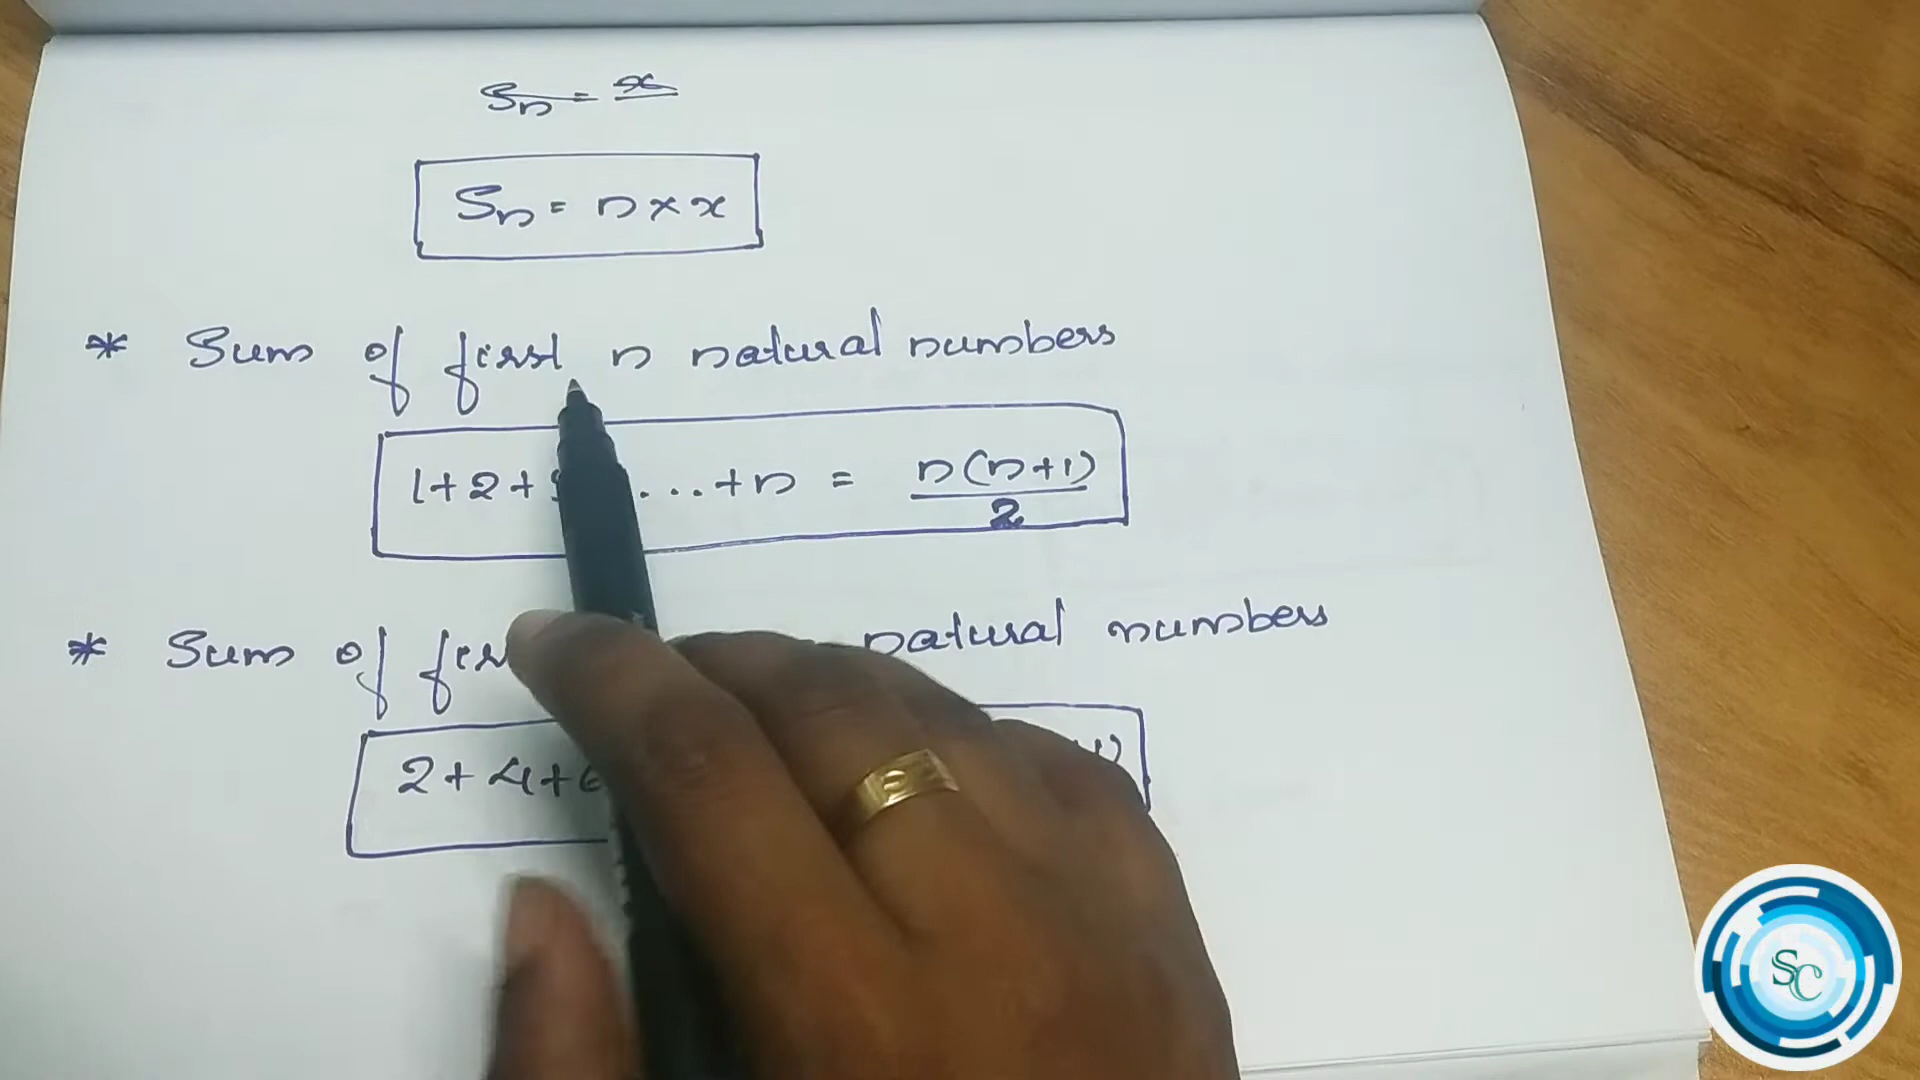 Sn = x
Sn = n × x
* Sum of first n natural numbers
1+2+ ...+n = n(n+1)/2
* Sum of natural numbers
2+4+6
SC